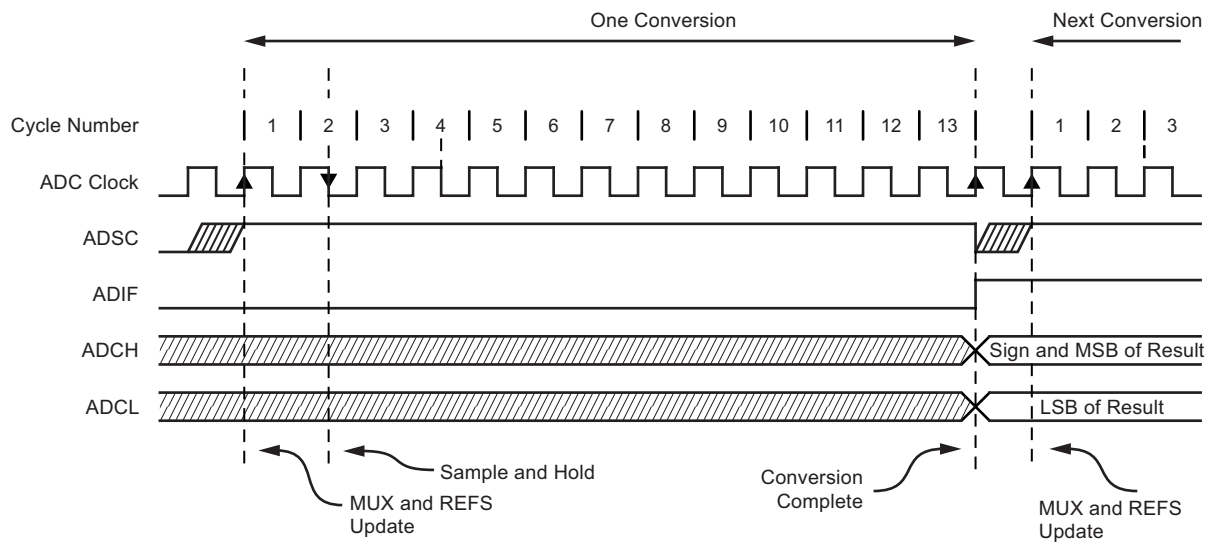 One Conversion
Next Conversion
Cycle Number
1 2 3 4 5 6 7 8 9 10 11 12 13 1 2 3
ADC Clock
ADSC
ADIF
ADCH
Sign and MSB of Result
ADCL
LSB of Result
Sample and Hold
MUX and REFS
Update
Conversion
Complete
MUX and REFS
Update